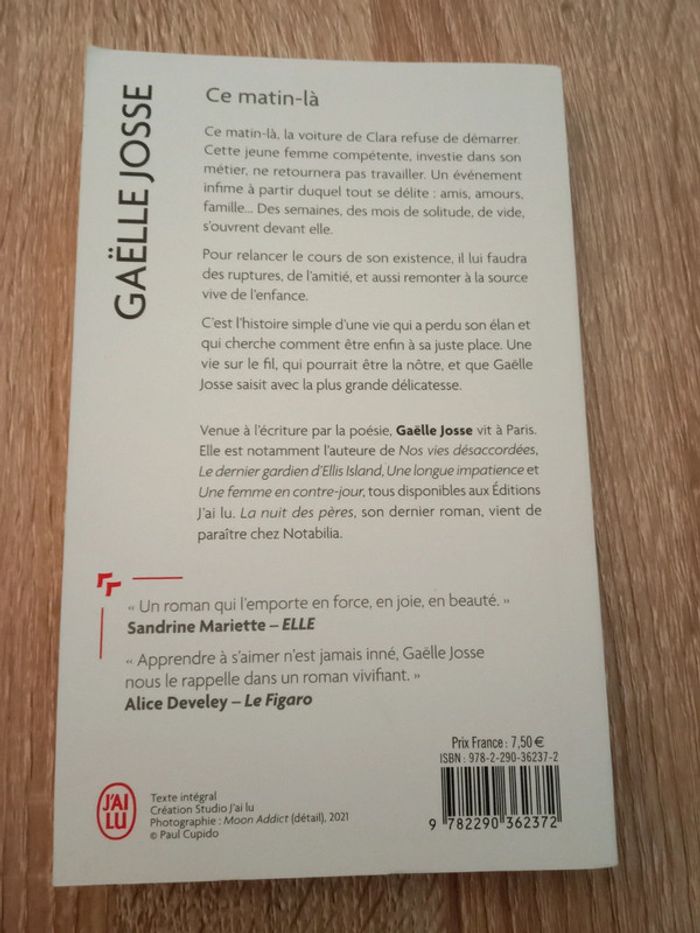 GAËLLE JOSSE
Ce matin-là
Ce matin-là, la voiture de Clara refuse de démarrer.
Cette jeune femme compétente, investie dans son
métier, ne retournera pas travailler. Un événement
infime à partir duquel tout se délite : amis, amours,
famille... Des semaines, des mois de solitude, de vide,
s'ouvrent devant elle.
Pour relancer le cours de son existence, il lui faudra
des ruptures, de l'amitié, et aussi remonter à la source
vive de l'enfance.
C'est l'histoire simple d'une vie qui a perdu son élan et
qui cherche comment être enfin à sa juste place. Une
vie sur le fil, qui pourrait être la nôtre, et que Gaëlle
Josse saisit avec la plus grande délicatesse.
Venue à l'écriture par la poésie, Gaëlle Josse vit à Paris.
Elle est notamment l'auteure de Nos vies désaccordées,
Le dernier gardien d'Ellis Island, Une longue impatience et
Une femme en contre-jour, tous disponibles aux Éditions
J'ai lu. La nuit des pères, son dernier roman, vient de
paraître chez Notabilia.
« Un roman qui l'emporte en force, en joie, en beauté. »
Sandrine Mariette – ELLE
« Apprendre à s'aimer n'est jamais inné, Gaëlle Josse
nous le rappelle dans un roman vivifiant. »
Alice Develey – Le Figaro
Prix France : 7,50 €
ISBN : 978-2-290-36237-2
9 782290 362372
J'AI
LU
Texte intégral
Création Studio J'ai lu
Photographie : Moon Addict (détail), 2021
© Paul Cupido